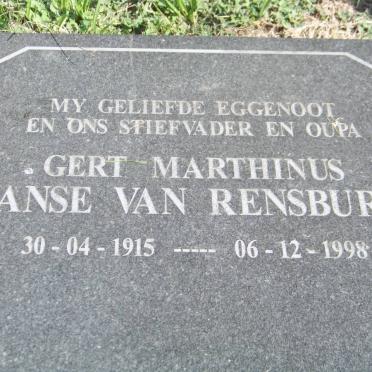 MY GELIEFDE EGGENOOT
EN ONS STIEFVADER EN OUPA
GERT MARTHINUS
ANSE VAN RENSBUR
30 - 04 - 1915 ----- 06 - 12 - 1998